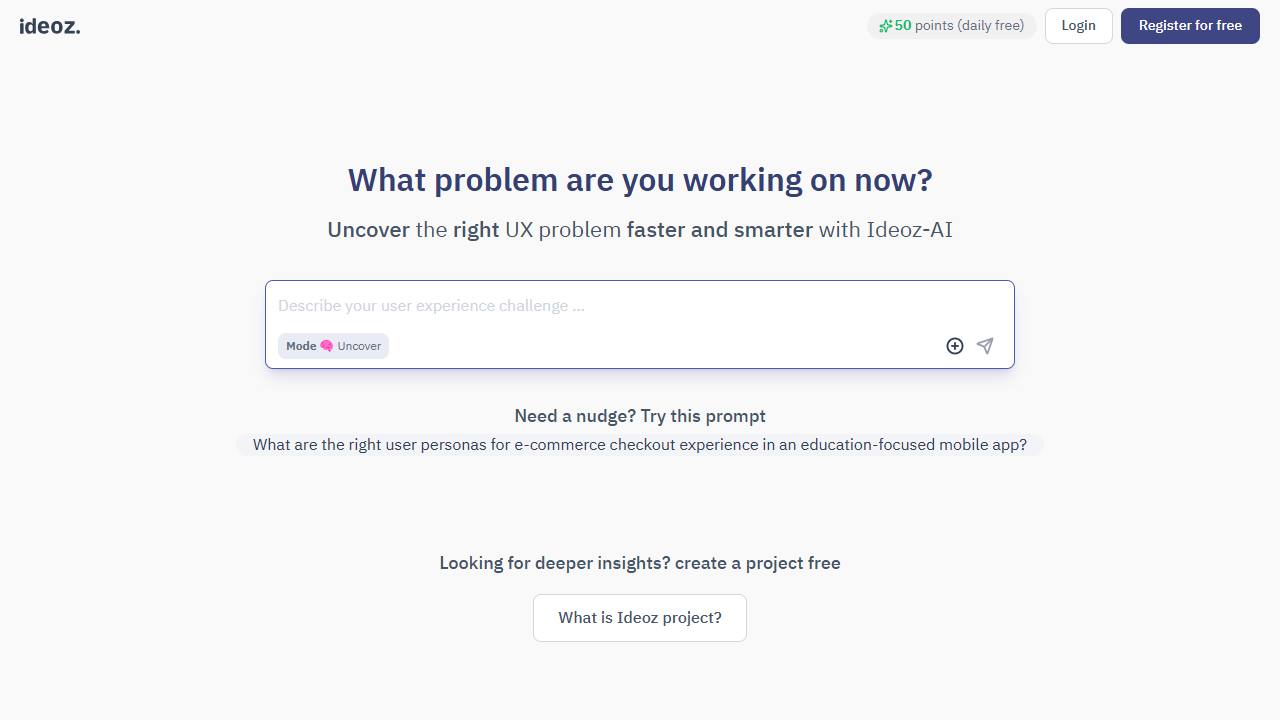 ideoz.
50 points (daily free)
Login
Register for free
What problem are you working on now?
Uncover the right UX problem faster and smarter with Ideoz-AI
Describe your user experience challenge ...
Mode 🧠 Uncover
Need a nudge? Try this prompt
What are the right user personas for e-commerce checkout experience in an education-focused mobile app?
Looking for deeper insights? create a project free
What is Ideoz project?